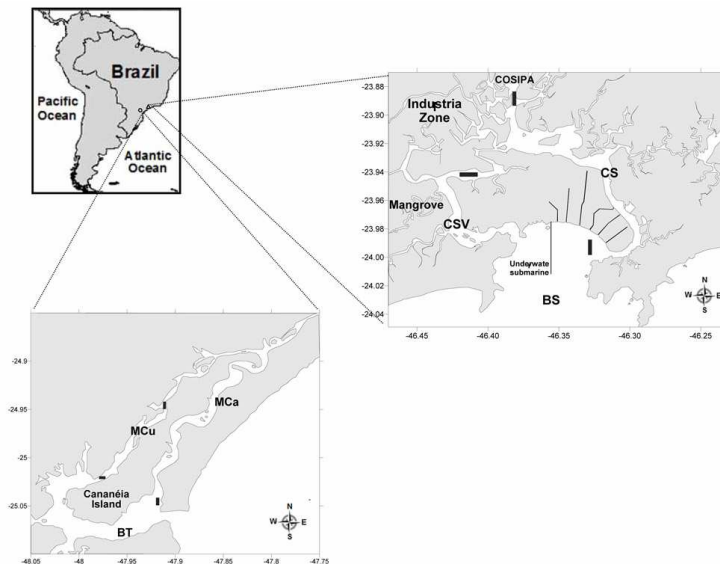 Brazil
Pacific
Ocean
Atlantic
Ocean
-23.88
-23.90
-23.92
-23.94
-23.96
-23.98
-24.00
-24.02
-24.04
COSIPA
Industria
Zone
CS
Mangrove
CSV
Underwate
submarine
BS
N
W E
S
-46.45
-46.40
-46.35
-46.30
-46.25
-24.9
-24.95
-25
-25.05
MCa
MCu
Cananéia
Island
BT
N
W E
S
-48.05
-48
-47.95
-47.9
-47.85
-47.8
-47.75